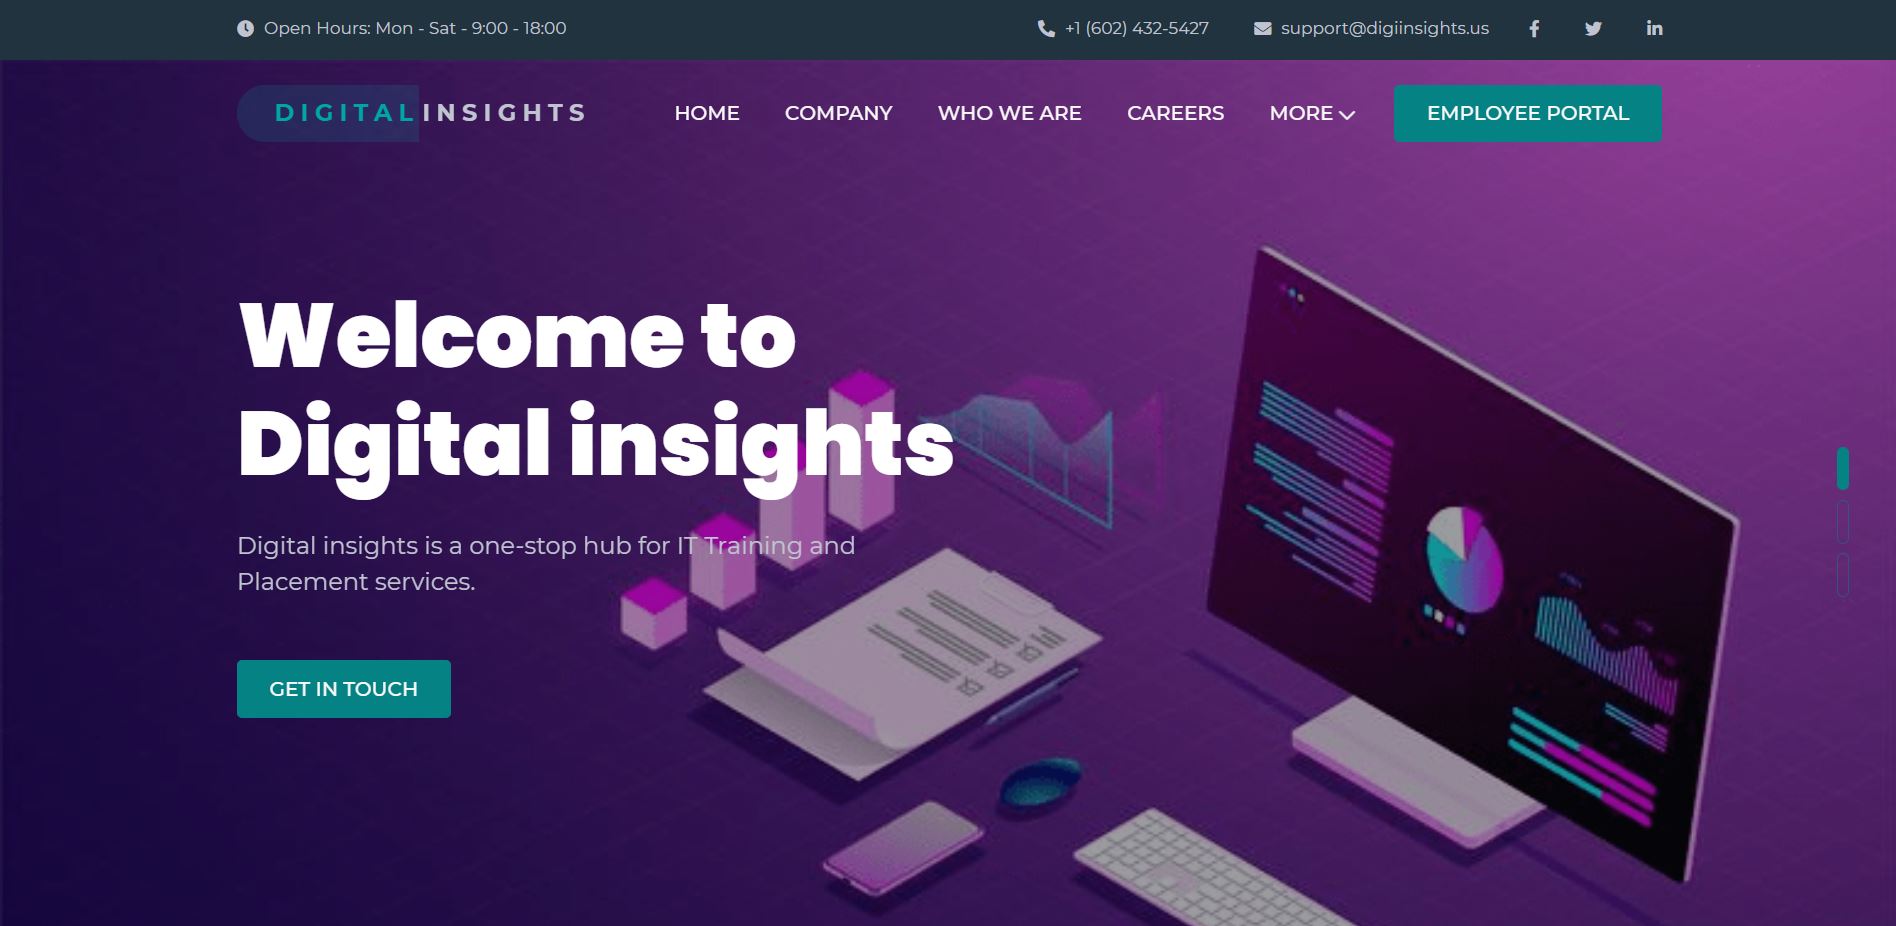 Open Hours: Mon - Sat - 9:00 - 18:00
+1 (602) 432-5427
support@digiinsights.us
DIGITAL INSIGHTS
HOME
COMPANY
WHO WE ARE
CAREERS
MORE
EMPLOYEE PORTAL
Welcome to
Digital insights
Digital insights is a one-stop hub for IT Training and
Placement services.
GET IN TOUCH